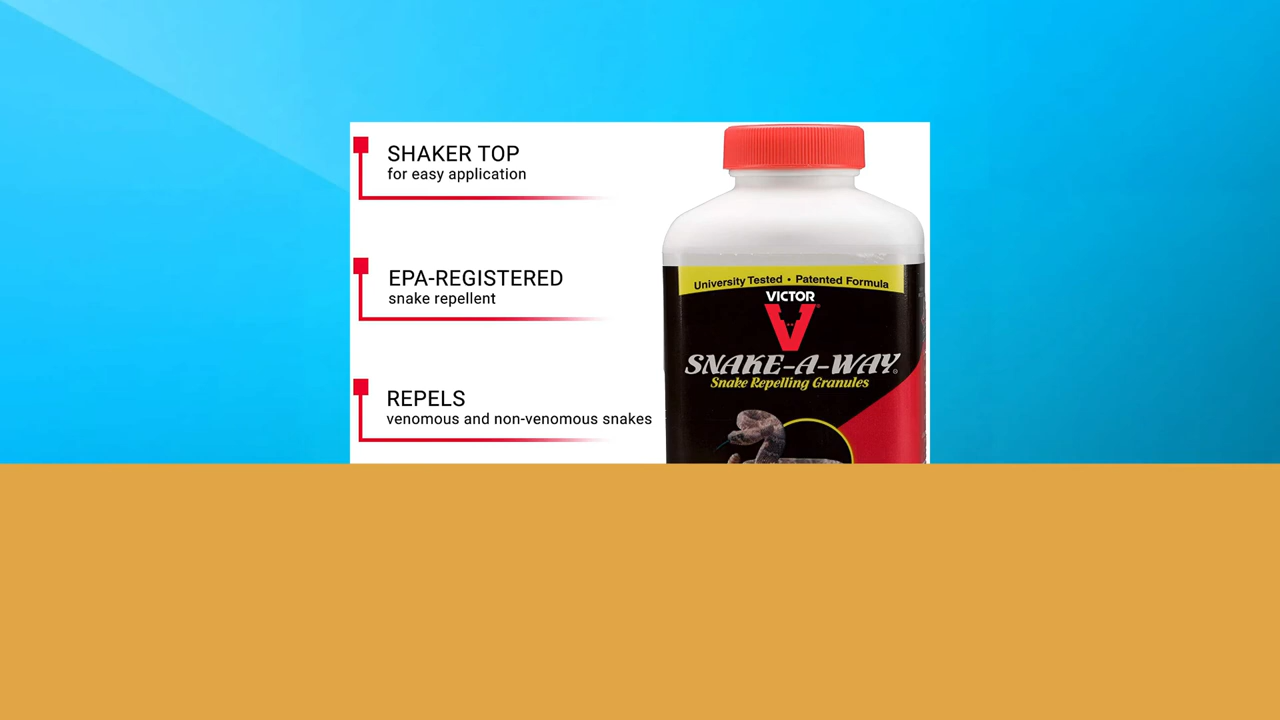 SHAKER TOP
for easy application
EPA-REGISTERED
snake repellent
REPELS
venomous and non-venomous snakes
University Tested • Patented Formula
VICTOR
V
SNAKE-A-WAY®
Snake Repelling Granules